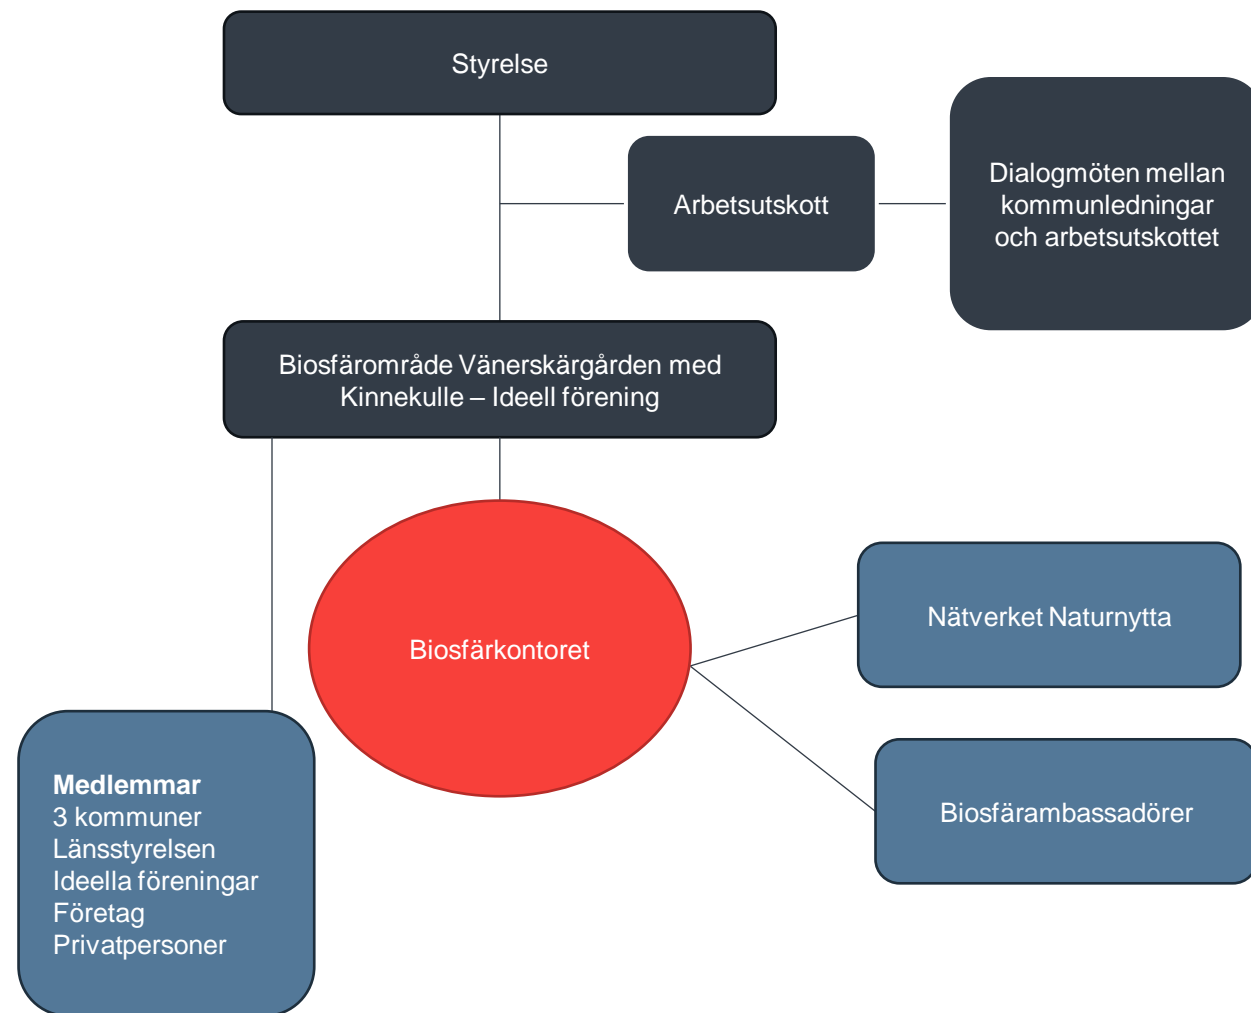 Styrelse
Arbetsutskott
Dialogmöten mellan
kommunledningar
och arbetsutskottet
Biosfärområde Vänerskärgården med
Kinnekulle – Ideell förening
Biosfärkontoret
Nätverket Naturnytta
Biosfärambassadörer
Medlemmar
3 kommuner
Länsstyrelsen
Ideella föreningar
Företag
Privatpersoner